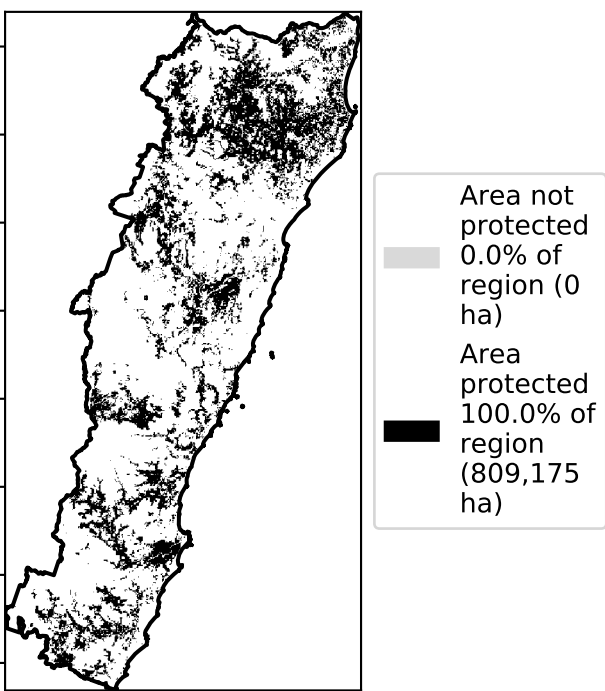 Area not
protected
0.0% of
region (0
ha)
Area
protected
100.0% of
region
(809,175
ha)